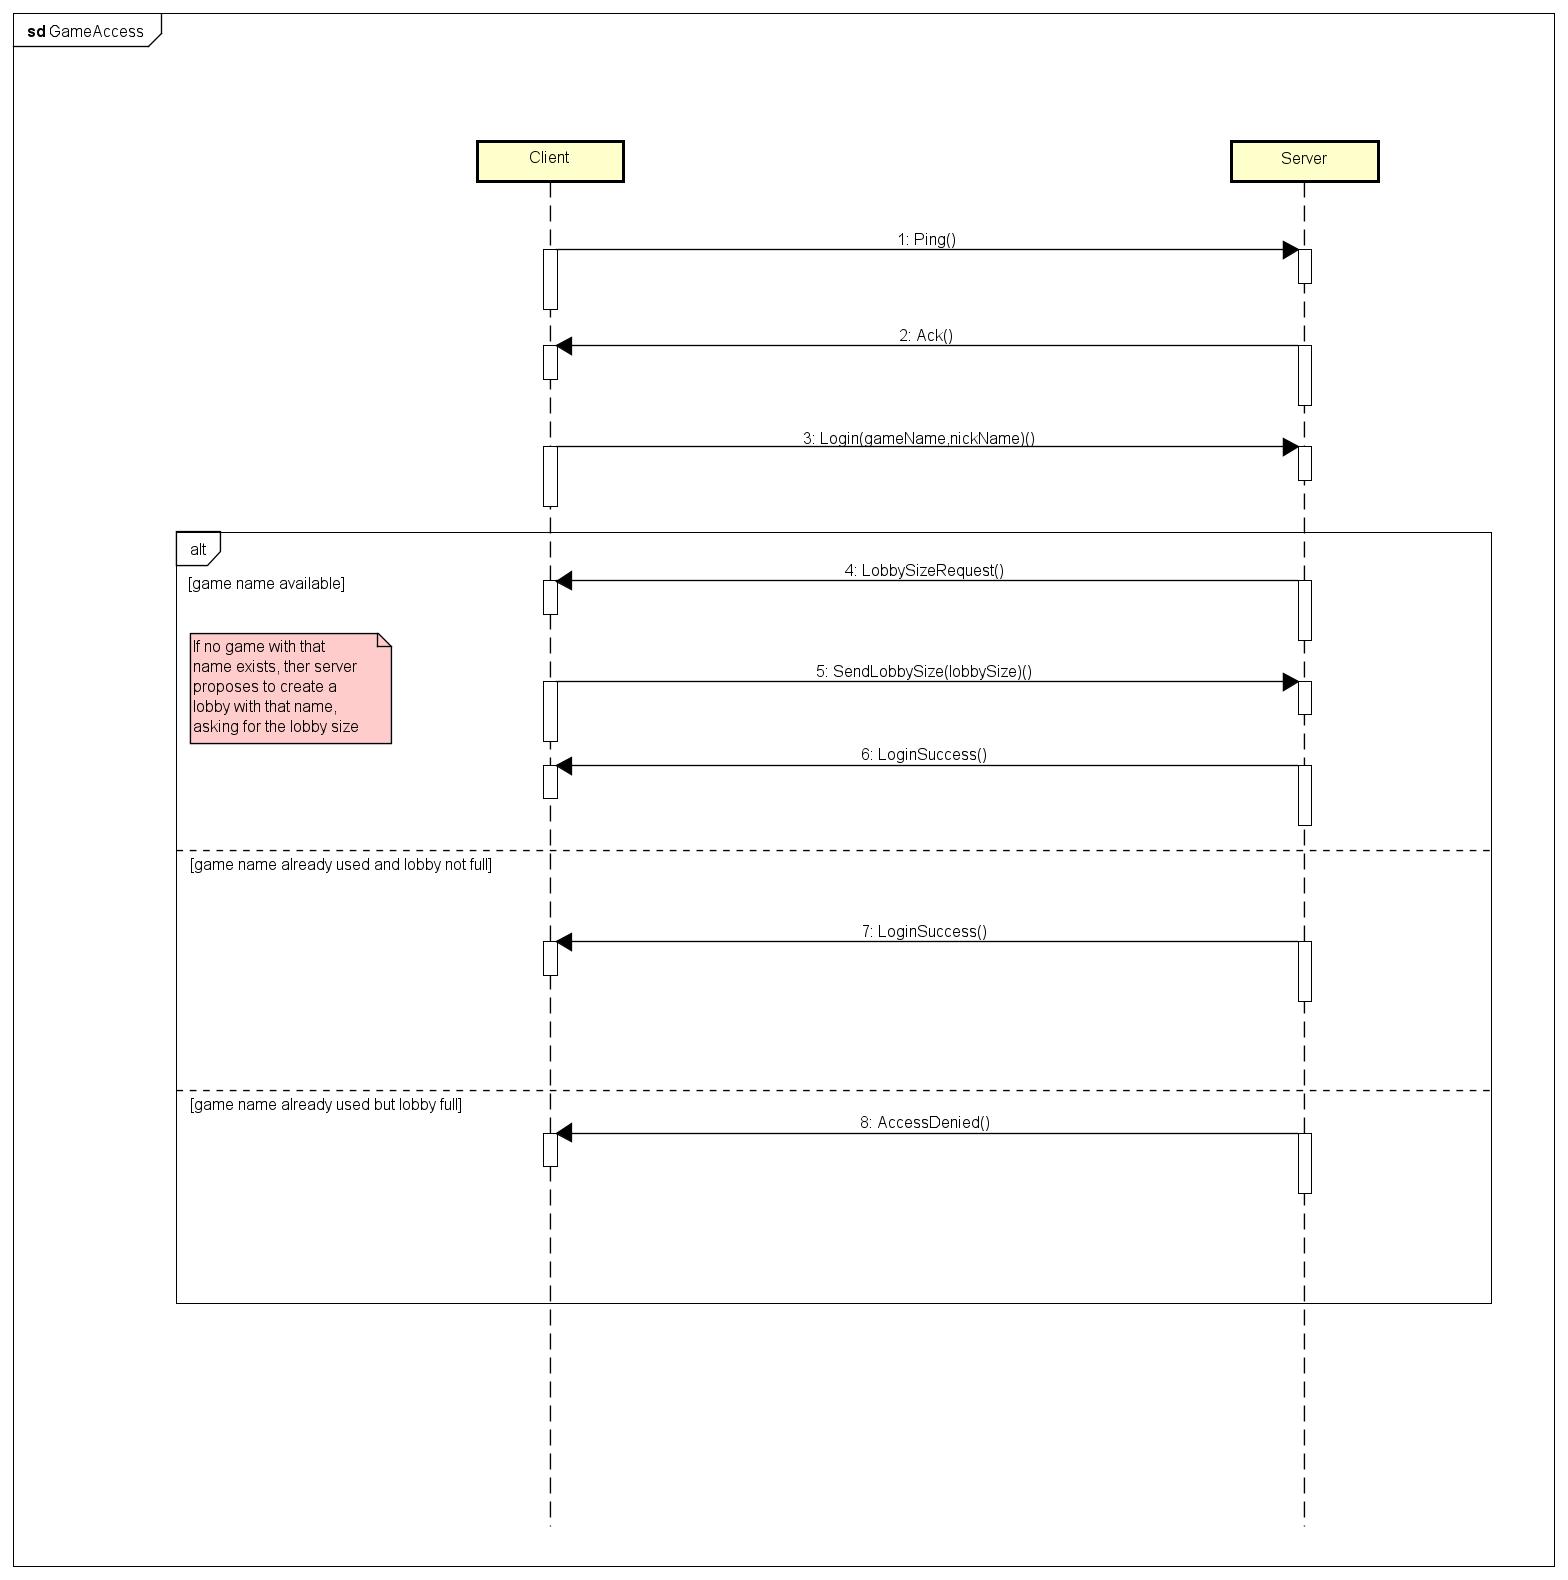 sd GameAccess
Client
Server
1: Ping()
2: Ack()
3: Login(gameName,nickName)()
alt
4: LobbySizeRequest()
[game name available]
If no game with that
name exists, ther server
proposes to create a
lobby with that name,
asking for the lobby size
5: SendLobbySize(lobbySize)()
6: LoginSuccess()
[game name already used and lobby not full]
7: LoginSuccess()
[game name already used but lobby full]
8: AccessDenied()